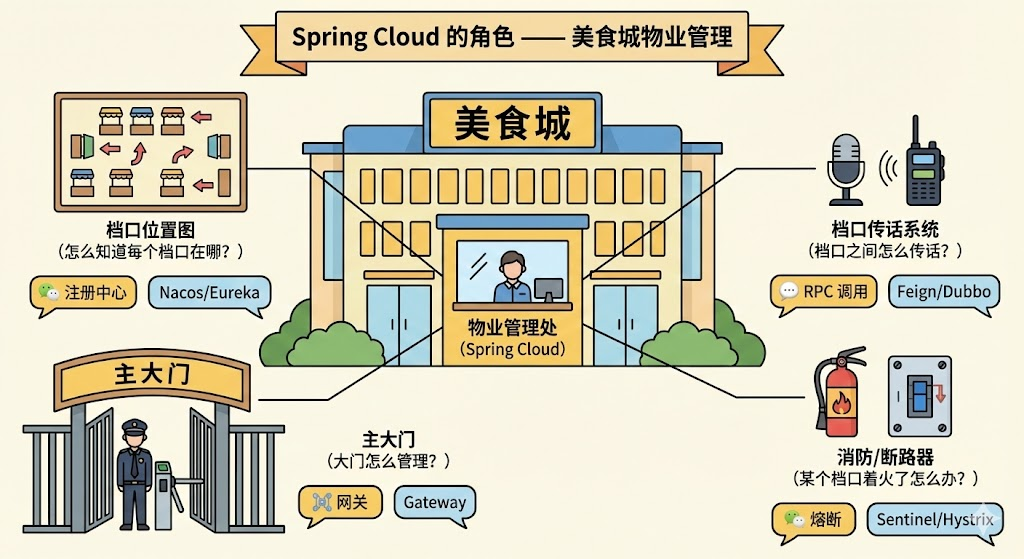 Spring Cloud 的角色 —— 美食城物业管理
美食城
档口位置图
（怎么知道每个档口在哪？）
注册中心
Nacos/Eureka
档口传话系统
（档口之间怎么传话？）
RPC 调用
Feign/Dubbo
物业管理处
（Spring Cloud）
主大门
主大门
（大门怎么管理？）
网关
Gateway
消防/断路器
（某个档口着火了怎么办？）
熔断
Sentinel/Hystrix